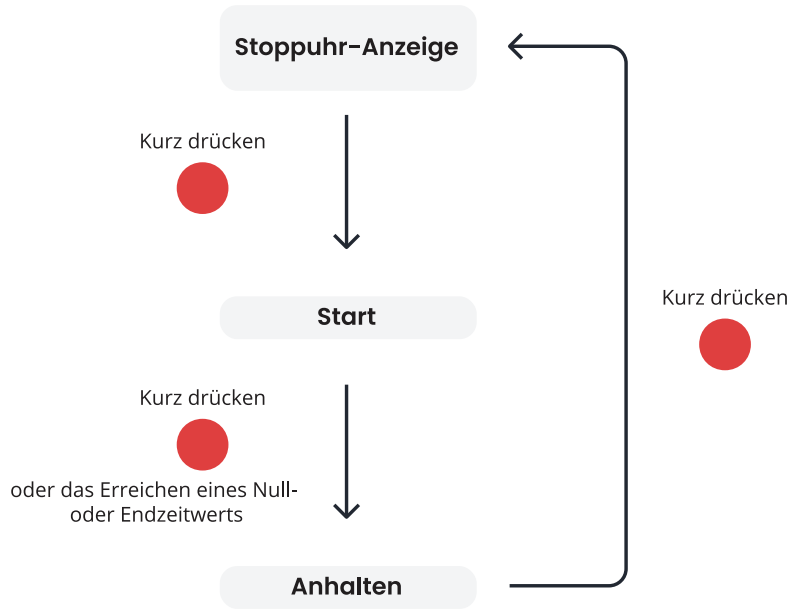 Stoppuhr-Anzeige
Kurz drücken
Start
Kurz drücken
Kurz drücken
oder das Erreichen eines Null-
oder Endzeitwerts
Anhalten